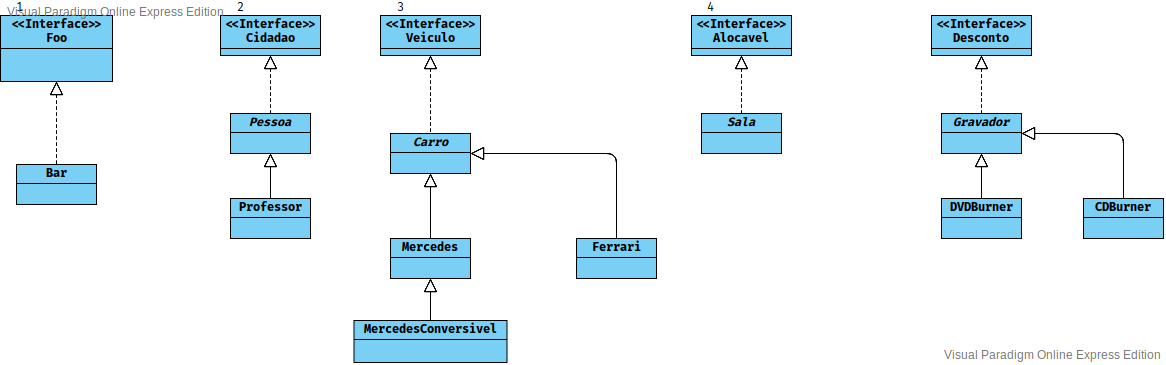 1
Visual Paradigm Online Express Edition
<<Interface>>
Foo
Bar
2
<<Interface>>
Cidadao
Pessoa
Professor
3
<<Interface>>
Veiculo
Carro
Mercedes
Ferrari
MercedesConversivel
4
<<Interface>>
Alocavel
Sala
<<Interface>>
Desconto
Gravador
DVDBurner
CDBurner
Visual Paradigm Online Express Edition